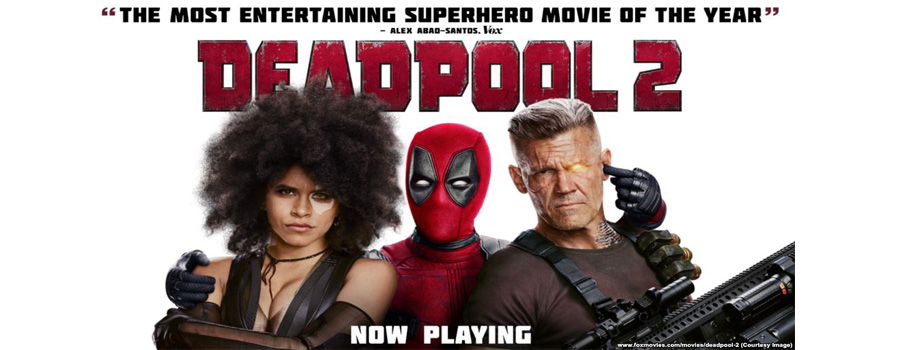 “THE MOST ENTERTAINING SUPERHERO MOVIE OF THE YEAR”
– ALEX ABAD-SANTOS, Vox
DEADPOOL 2
NOW PLAYING
www.foxmovies.com/movies/deadpool-2 (Courtesy Image)